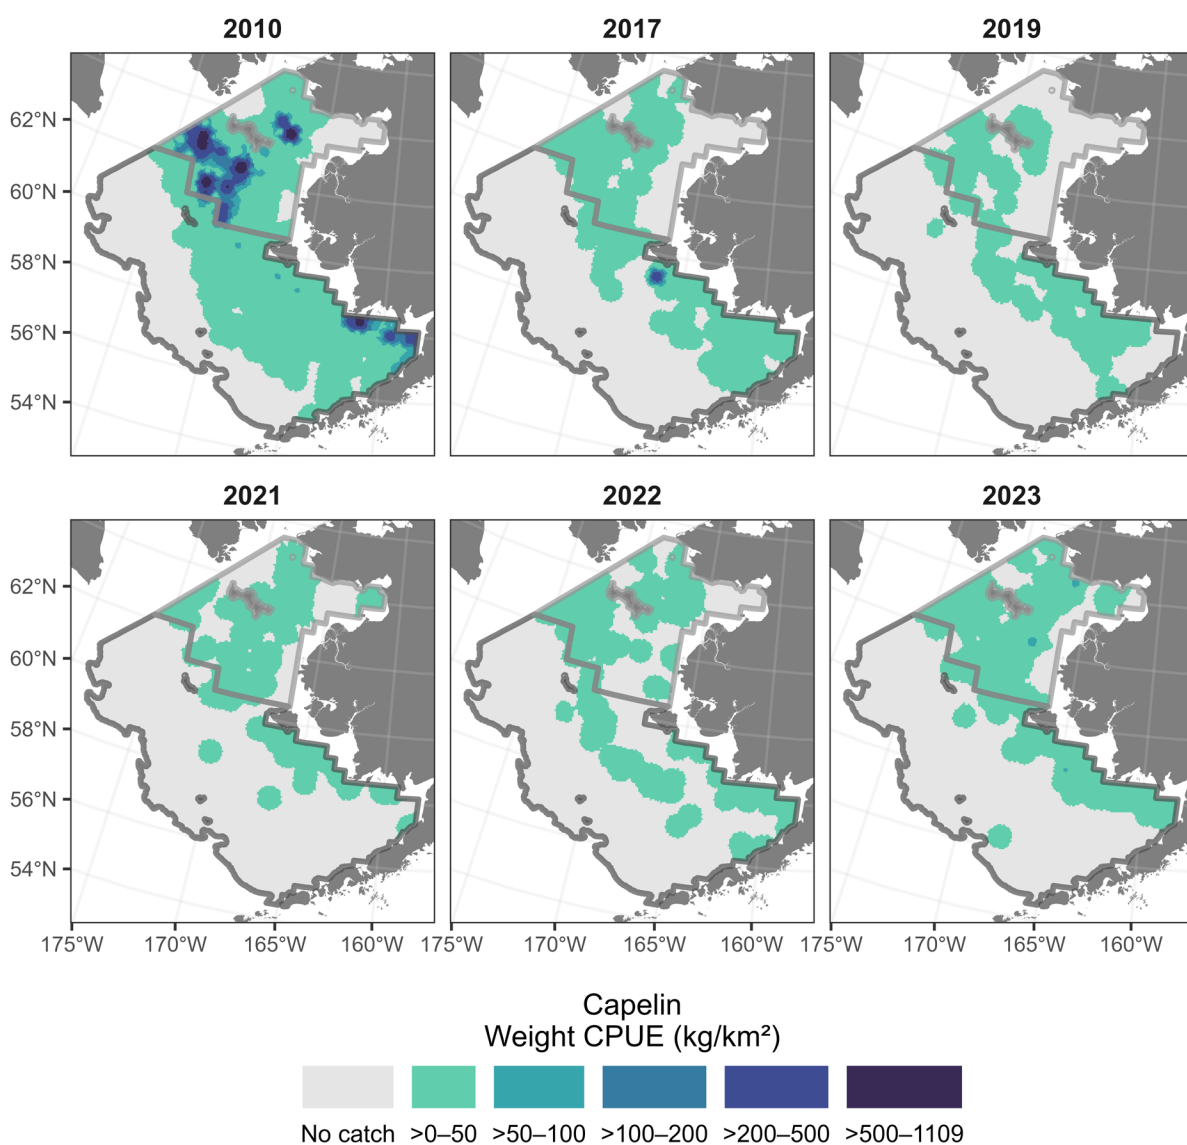 2010 2017 2019
62°N
60°N
58°N
56°N
54°N
2021 2022 2023
62°N
60°N
58°N
56°N
54°N
175°W 170°W 165°W 160°W 175°W 170°W 165°W 160°W 175°W 170°W 165°W 160°W
Capelin
Weight CPUE (kg/km²)
No catch >0–50 >50–100 >100–200 >200–500 >500–1109